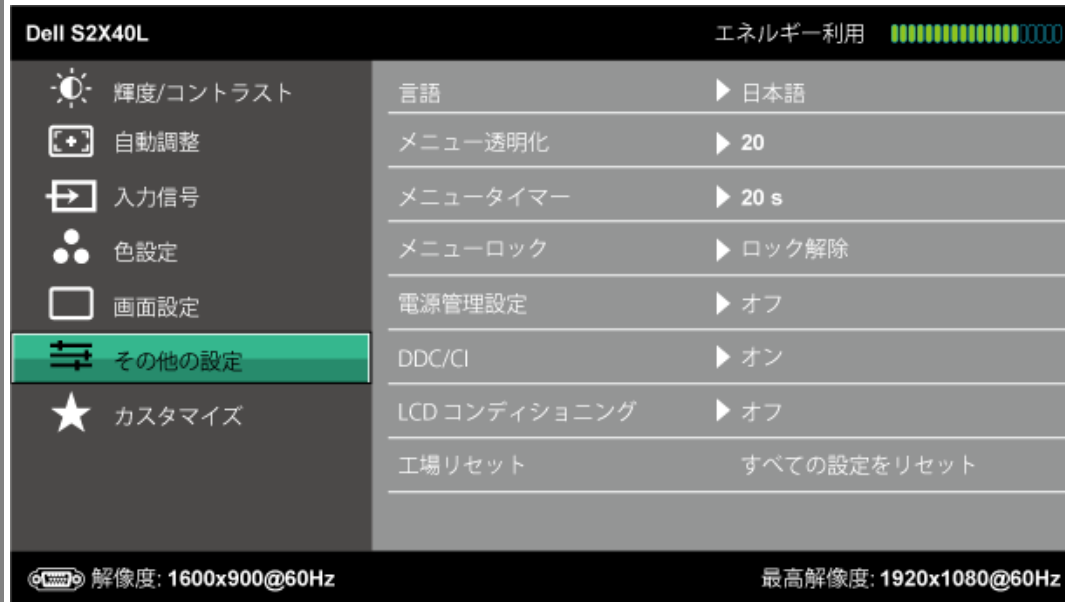 Dell S2X40L エネルギー利用
輝度/コントラスト
自動調整
入力信号
色設定
画面設定
その他の設定
カスタマイズ
言語 日本語
メニュー透明化 20
メニュータイマー 20 s
メニューロック ロック解除
電源管理設定 オフ
DDC/CI オン
LCD コンディショニング オフ
工場リセット すべての設定をリセット
解像度: 1600x900@60Hz 最高解像度: 1920x1080@60Hz